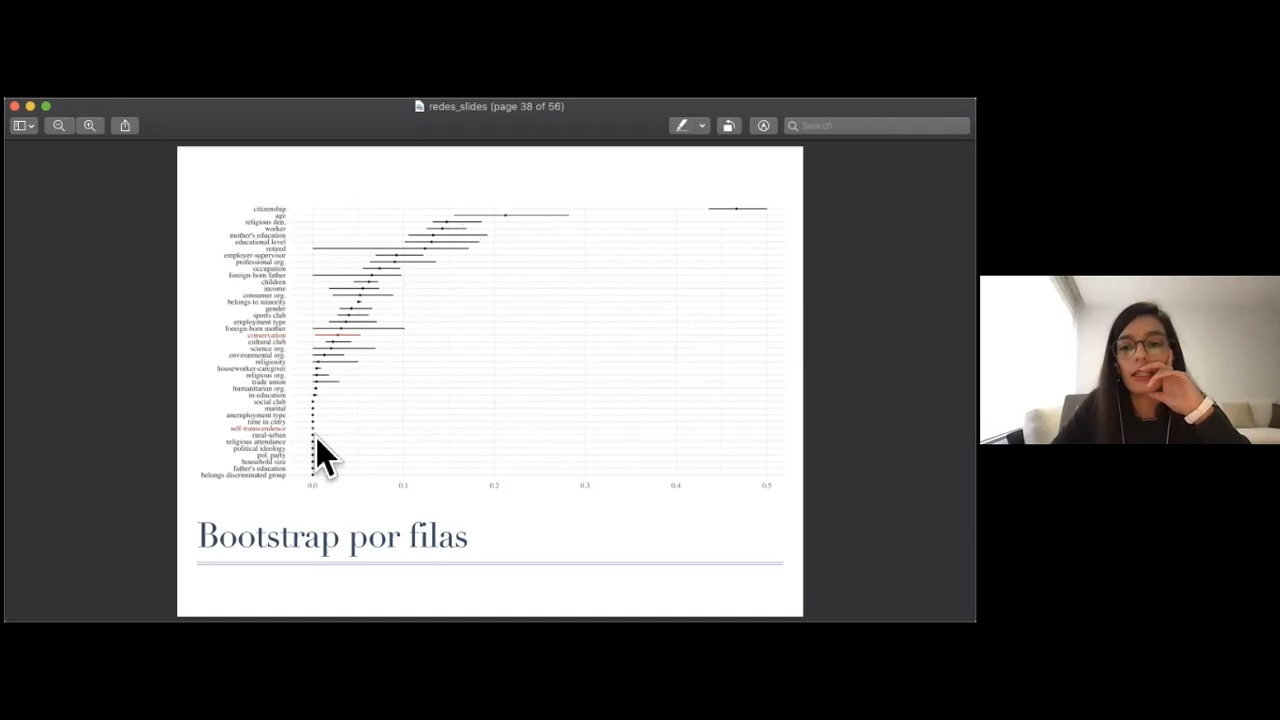 redes_slides (page 38 of 56)
Search
citizenship
age
religious den.
worker
mother's education
educational level
retired
employer-supervisor
professional org.
occupation
foreign-born father
children
income
consumer org.
belongs to minority
gender
sports club
employment type
foreign-born mother
conservation
cultural club
science org.
environmental org.
religiosity
houseworker-caregiver
religious org.
trade union
humanitarian org.
in education
social club
marital
unemployment type
time in cntry
self-transcendence
rural-urban
religious attendance
political ideology
pol. party
household size
father's education
belongs discriminated group
0.0 0.1 0.2 0.3 0.4 0.5
Bootstrap por filas